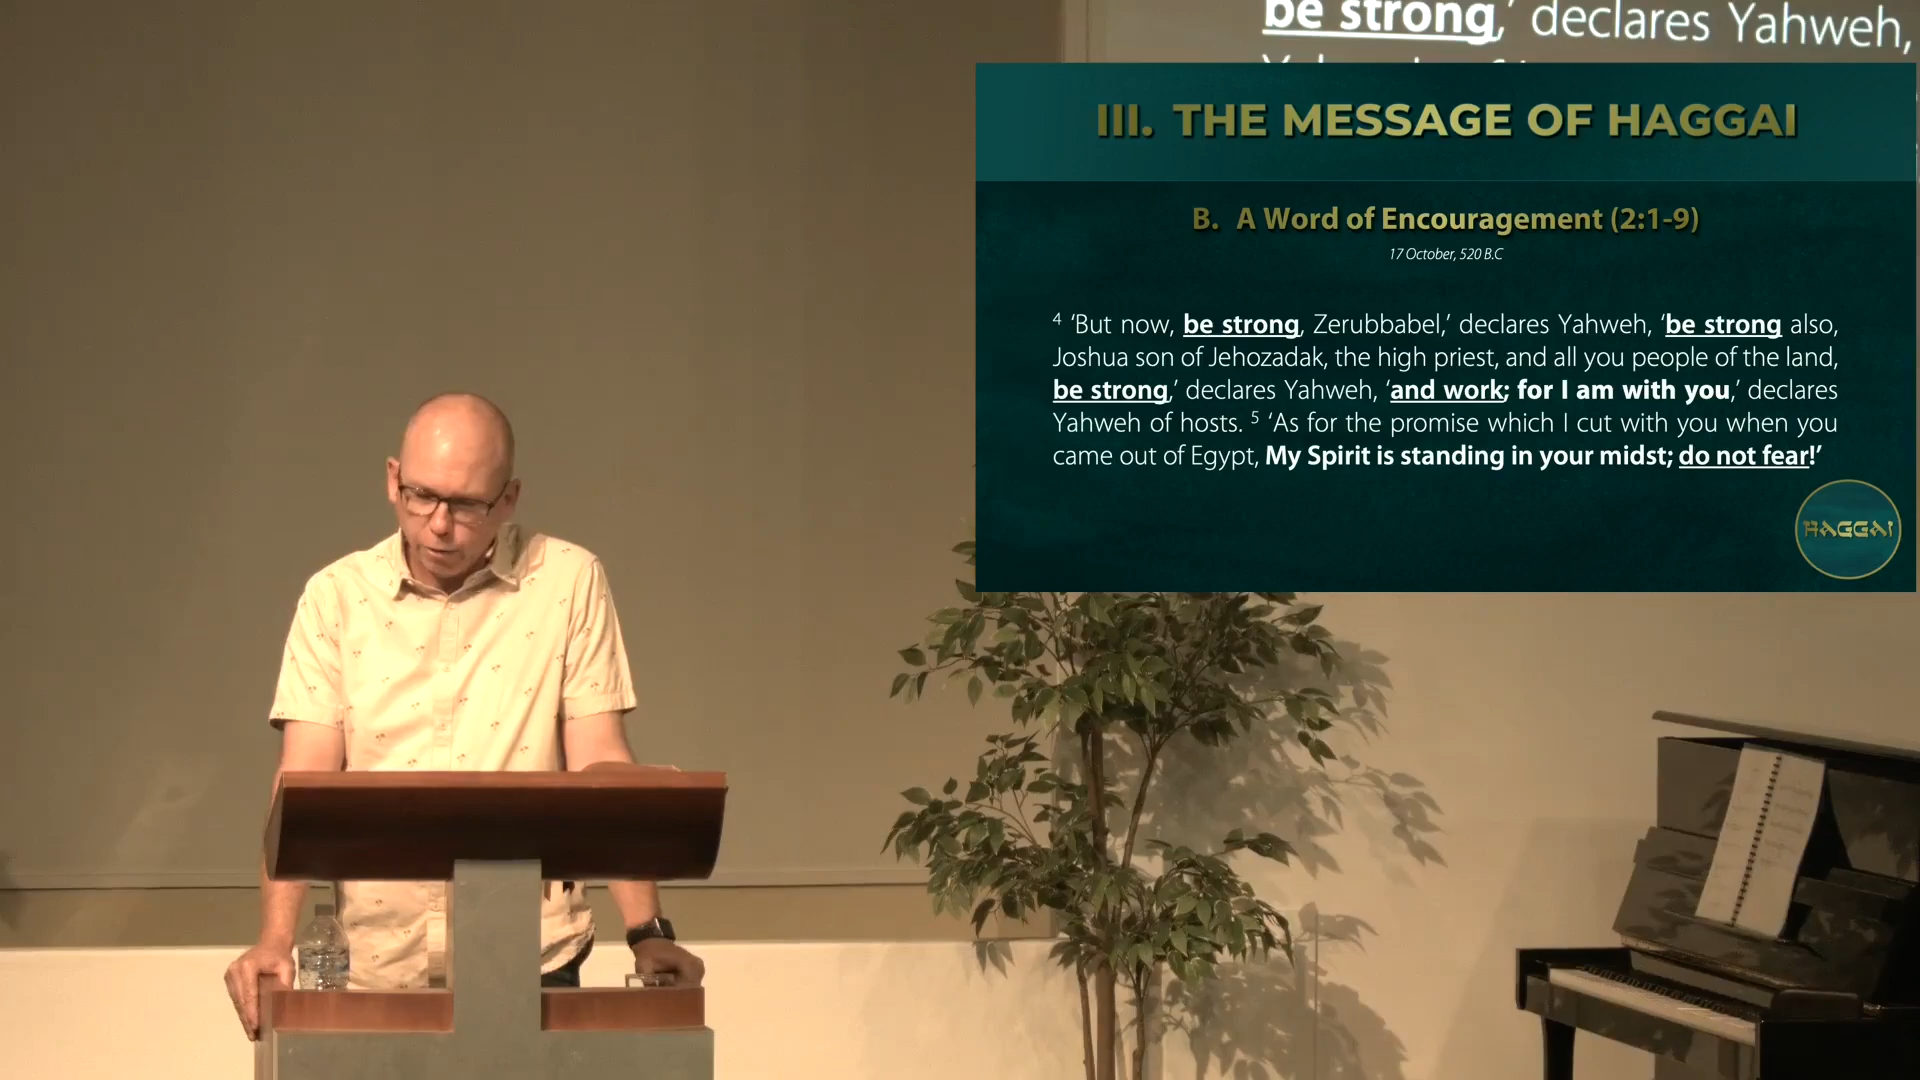 be strong,’ declares Yahweh,
III. THE MESSAGE OF HAGGAI
B. A Word of Encouragement (2:1-9)
17 October, 520 B.C
4 ‘But now, be strong, Zerubbabel,’ declares Yahweh, ‘be strong also,
Joshua son of Jehozadak, the high priest, and all you people of the land,
be strong,’ declares Yahweh, ‘and work; for I am with you,’ declares
Yahweh of hosts. 5 ‘As for the promise which I cut with you when you
came out of Egypt, My Spirit is standing in your midst; do not fear!’
HAGGAI